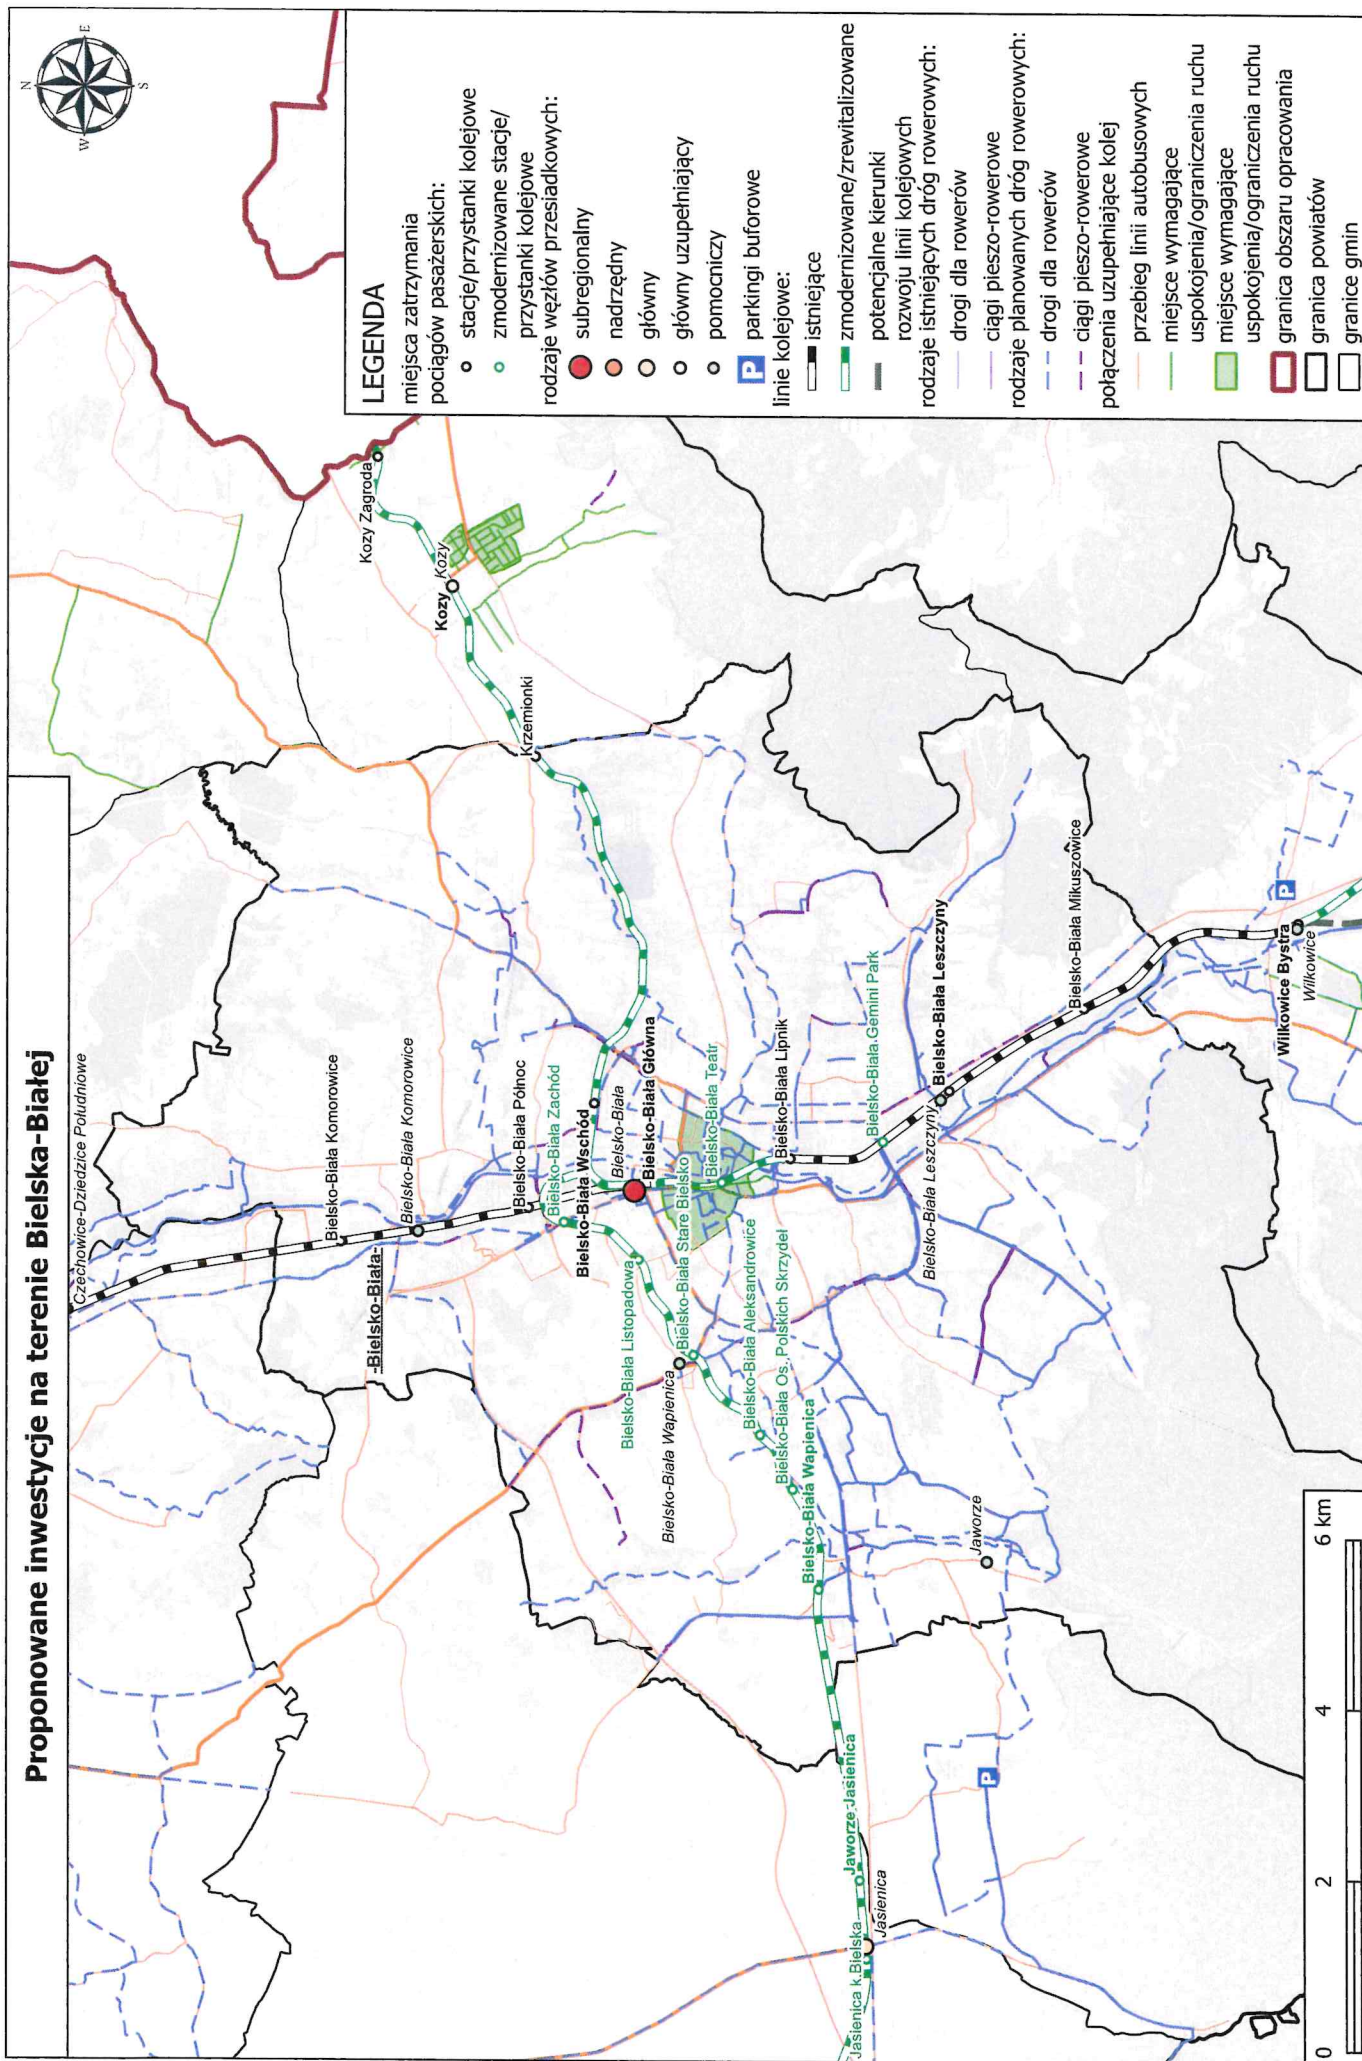 Proponowane inwestycje na terenie Bielska-Białej
N
W
E
S
Czechowice-Dziedzice Południowe
Bielsko-Biała Komorowice
Bielsko-Biała Komorowice
-Bielsko-Biała-
Bielsko-Biała Północ
Bielsko-Biała Zachód
Bielsko-Biała Wschód
Bielsko-Biała
Bielsko-Biała Główna
Bielsko-Biała Listopadowa
Bielsko-Biała Stare Bielsko
Bielsko-Biała Wapienica
Bielsko-Biała Teatr
Bielsko-Biała Aleksandrowice
Bielsko-Biała Os. Polskich Skrzydeł
Bielsko-Biała Wapienica
Bielsko-Biała Lipnik
Bielsko-Biała Gemini Park
Bielsko-Biała Leszczyny
Bielsko-Biała Leszczyny
Bielsko-Biała Mikuszowice
Wilkowice Bystra
Wilkowice
P
Kozy Zagroda
Kozy
Kozy
Krzemionki
Jaworze
Jaworze-Jasienica
Jasienica k.Bielska
Jasienica
P
LEGENDA
miejsca zatrzymania
pociągów pasażerskich:
stacje/przystanki kolejowe
zmodernizowane stacje/
przystanki kolejowe
rodzaje węzłów przesiadkowych:
subregionalny
nadrzędny
główny
główny uzupełniający
pomocniczy
P parkingi buforowe
linie kolejowe:
istniejące
zmodernizowane/zrewitalizowane
potencjalne kierunki
rozwoju linii kolejowych
rodzaje istniejących dróg rowerowych:
drogi dla rowerów
ciągi pieszo-rowerowe
rodzaje planowanych dróg rowerowych:
drogi dla rowerów
ciągi pieszo-rowerowe
połączenia uzupełniające kolej
przebieg linii autobusowych
miejsce wymagające
uspokojenia/ograniczenia ruchu
miejsce wymagające
uspokojenia/ograniczenia ruchu
granica obszaru opracowania
granica powiatów
granice gmin
0 2 4 6 km